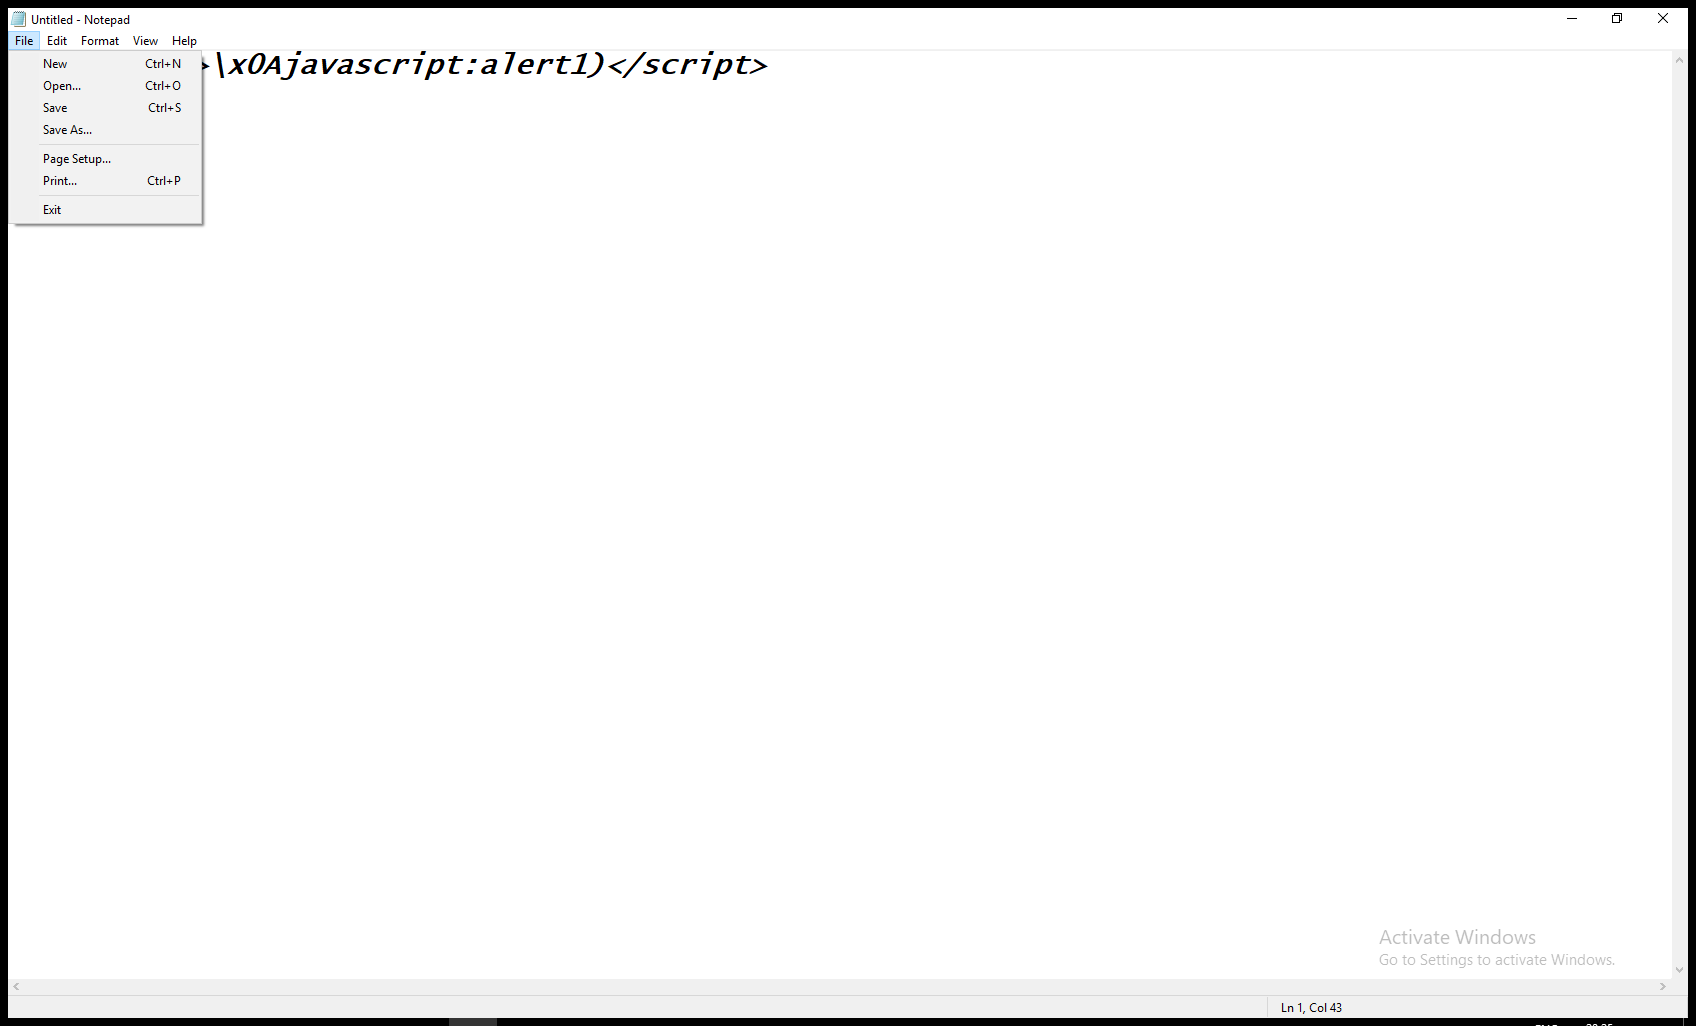 Untitled - Notepad
File Edit Format View Help
>\x0Ajavascript:alert1)</script>
New Ctrl+N
Open... Ctrl+O
Save Ctrl+S
Save As...
Page Setup...
Print... Ctrl+P
Exit
Activate Windows
Go to Settings to activate Windows.
Ln 1, Col 43